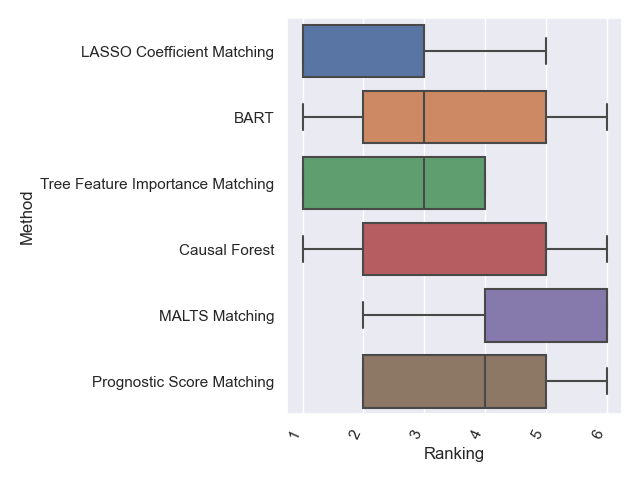 LASSO Coefficient Matching
BART
Tree Feature Importance Matching
Causal Forest
MALTS Matching
Prognostic Score Matching
Method
1 2 3 4 5 6
Ranking